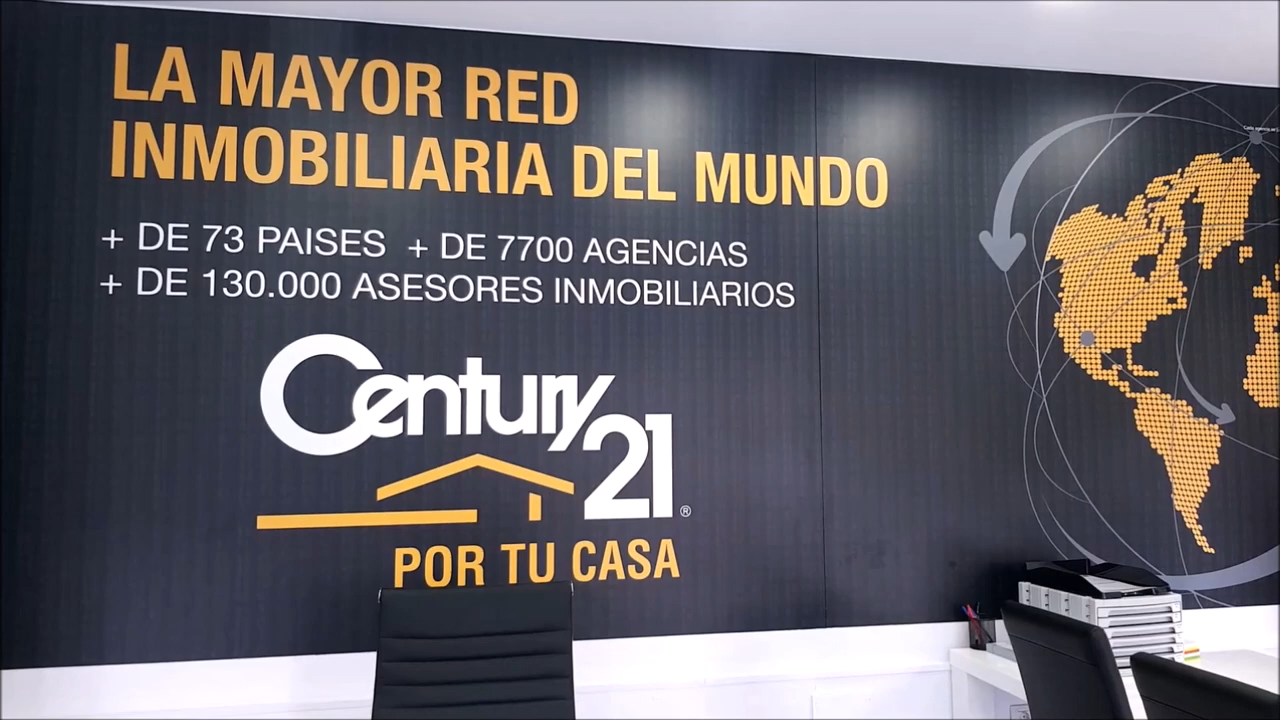 LA MAYOR RED
INMOBILIARIA DEL MUNDO
+ DE 73 PAISES + DE 7700 AGENCIAS
+ DE 130.000 ASESORES INMOBILIARIOS
Century
21®
POR TU CASA